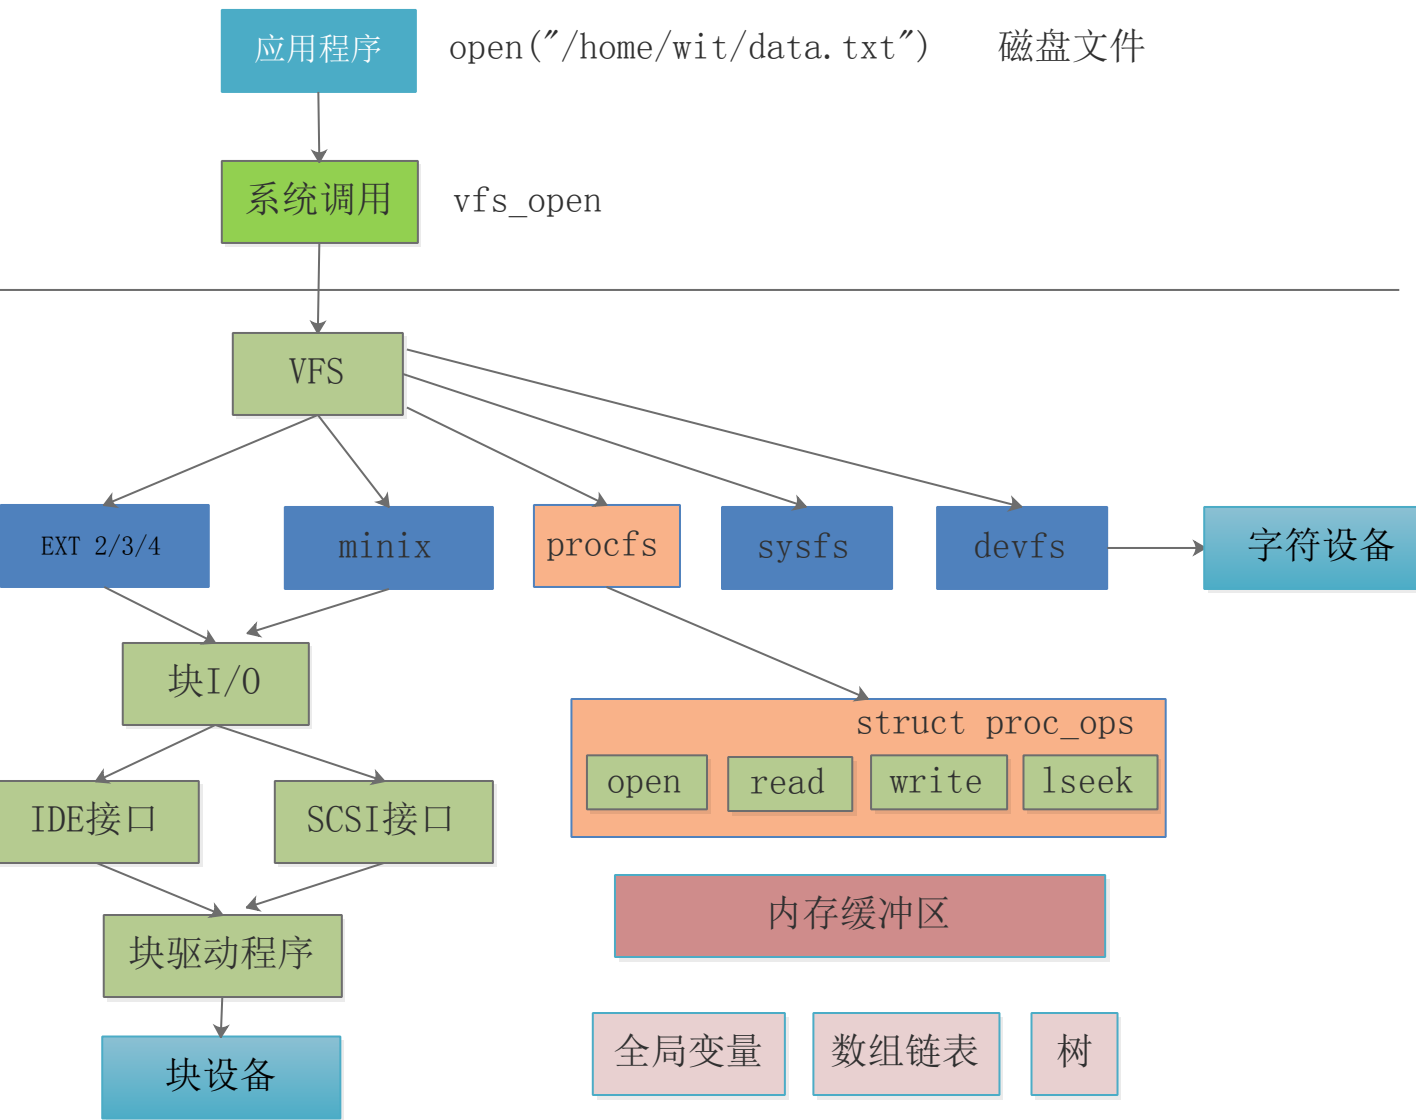 应用程序 open("/home/wit/data.txt") 磁盘文件
系统调用 vfs_open
VFS
EXT 2/3/4 minix procfs sysfs devfs 字符设备
块I/O
struct proc_ops
open read write lseek
IDE接口 SCSI接口
内存缓冲区
块驱动程序
全局变量 数组链表 树
块设备